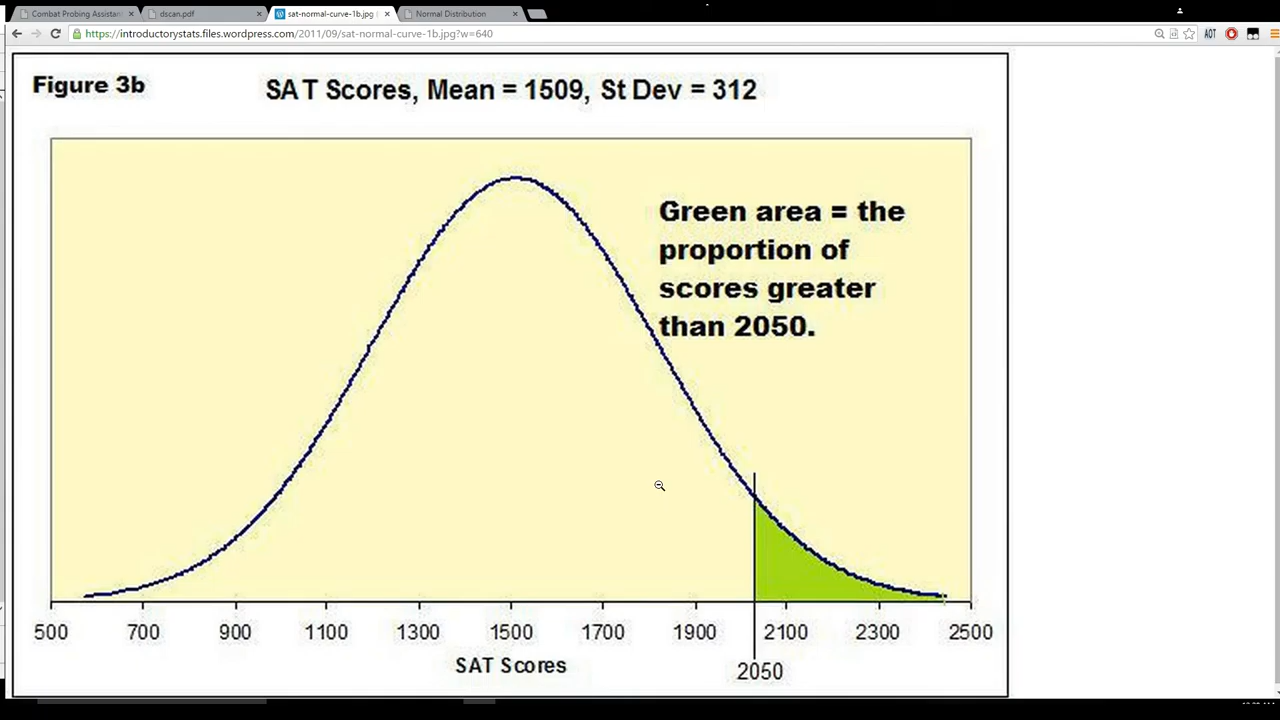 Combat Probing Assistan
dscan.pdf
sat-normal-curve-1b.jpg
Normal Distribution
https://introductorystats.files.wordpress.com/2011/09/sat-normal-curve-1b.jpg?w=640
AOT
Figure 3b
SAT Scores, Mean = 1509, St Dev = 312
Green area = the
proportion of
scores greater
than 2050.
500 700 900 1100 1300 1500 1700 1900 2100 2300 2500
SAT Scores
2050